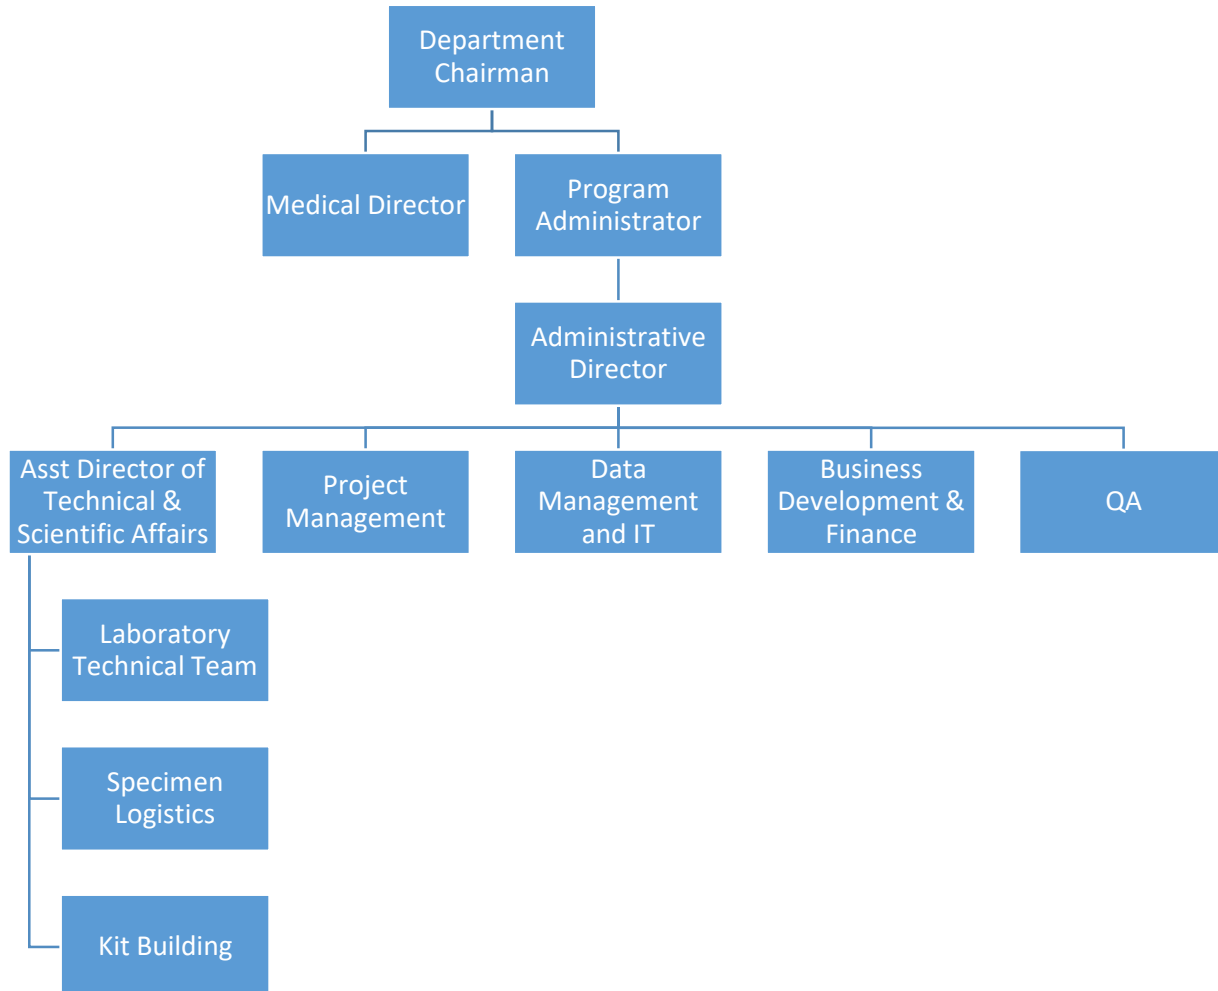 Department
Chairman
Medical Director
Program
Administrator
Administrative
Director
Asst Director of
Technical &
Scientific Affairs
Project
Management
Data
Management
and IT
Business
Development &
Finance
QA
Laboratory
Technical Team
Specimen
Logistics
Kit Building